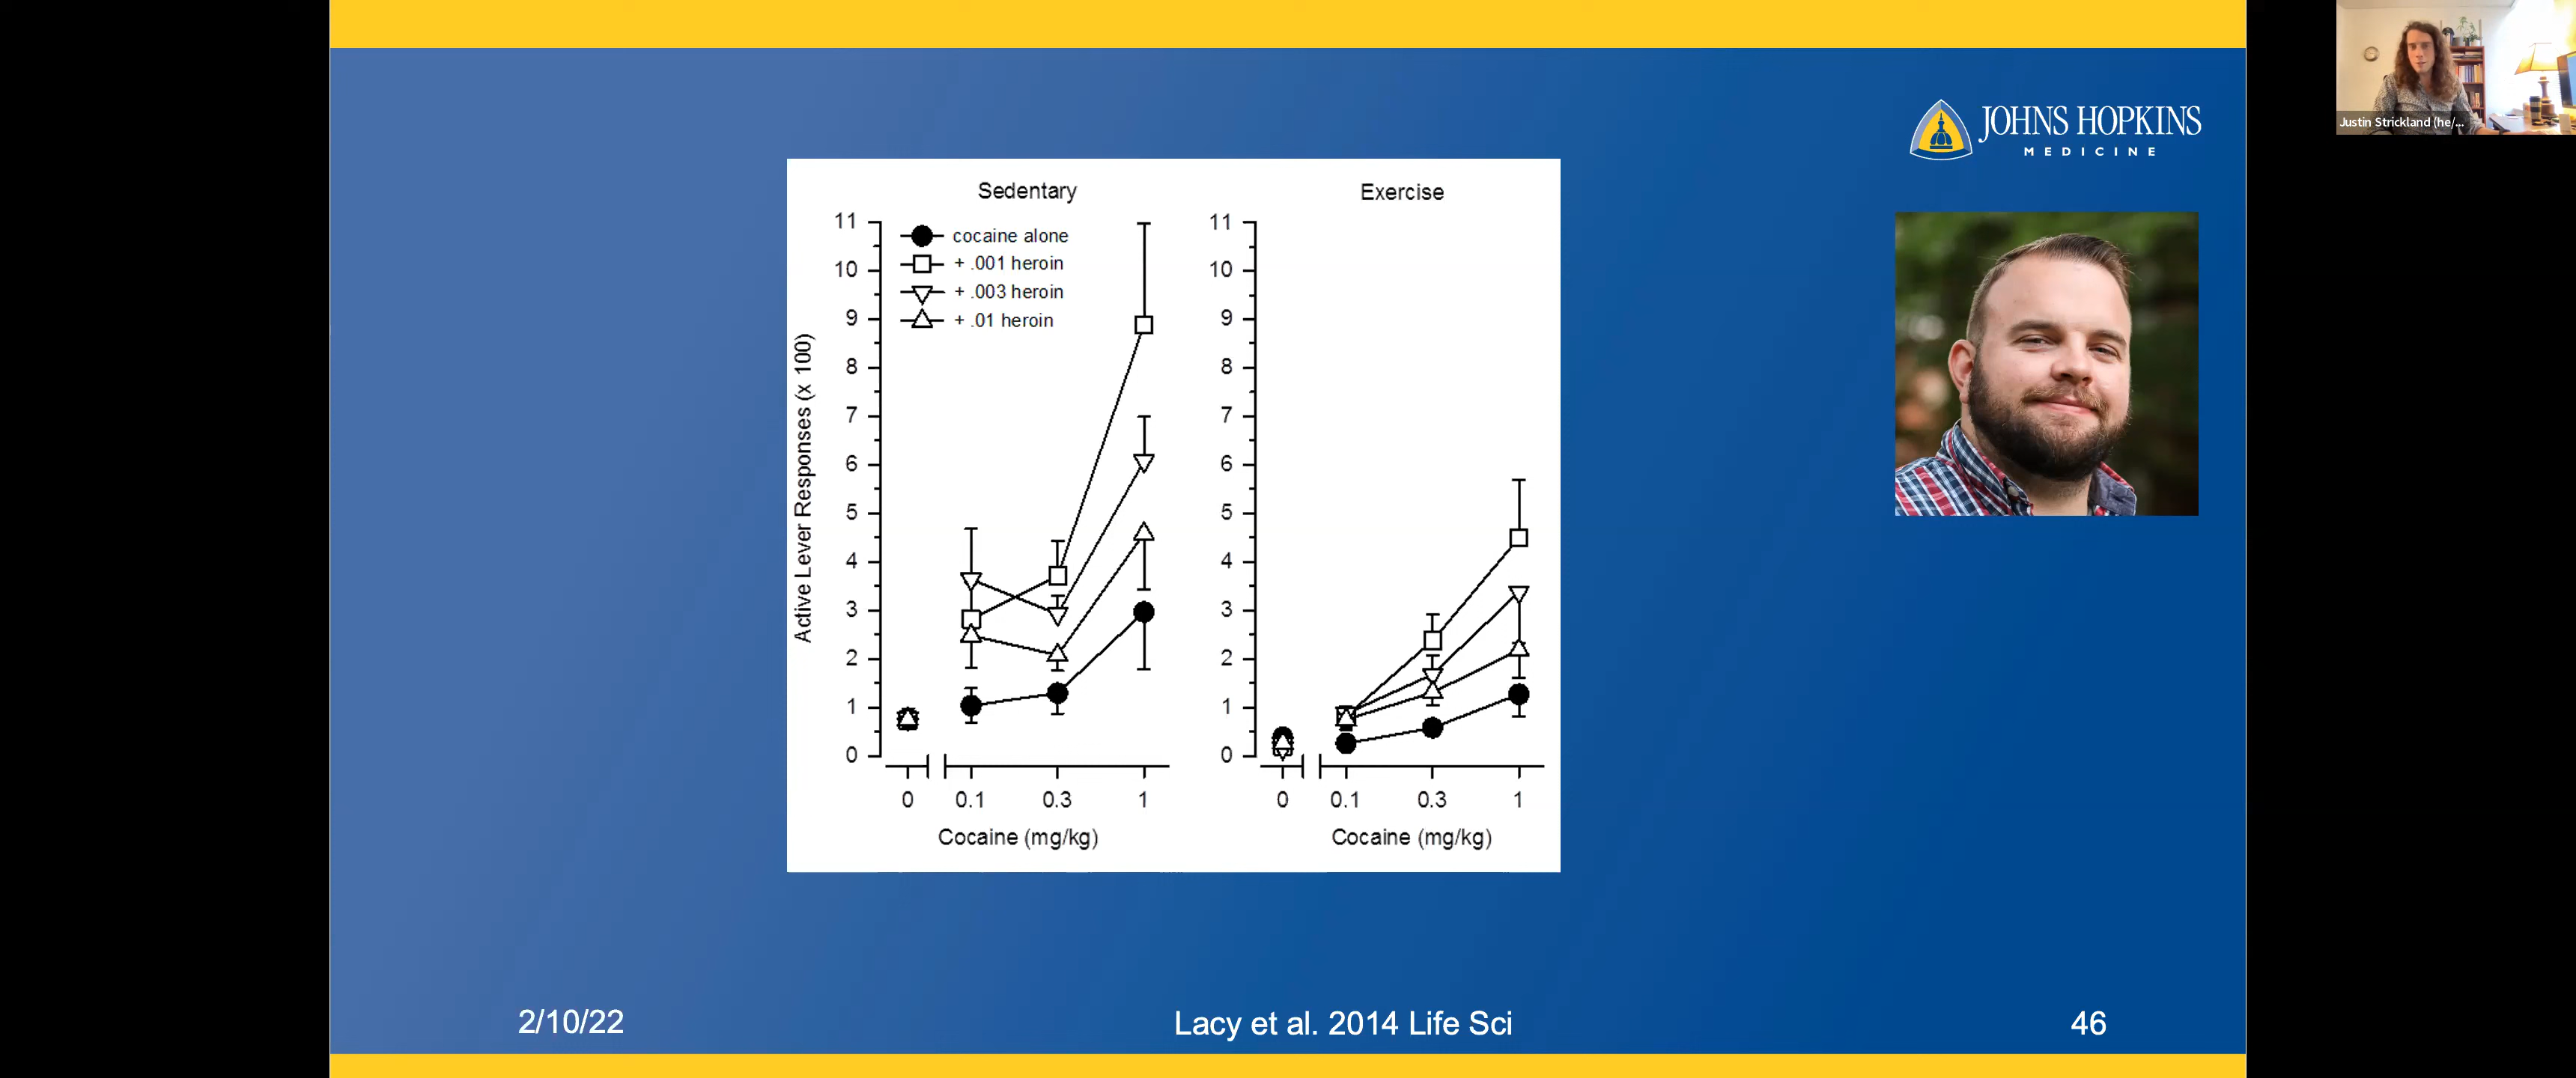 JOHNS HOPKINS
MEDICINE
Justin Strickland (he/...
Sedentary
Exercise
cocaine alone
+ .001 heroin
+ .003 heroin
+ .01 heroin
Active Lever Responses (x 100)
11
10
9
8
7
6
5
4
3
2
1
0
0 0.1 0.3 1
Cocaine (mg/kg)
11
10
9
8
7
6
5
4
3
2
1
0
0 0.1 0.3 1
Cocaine (mg/kg)
2/10/22
Lacy et al. 2014 Life Sci
46